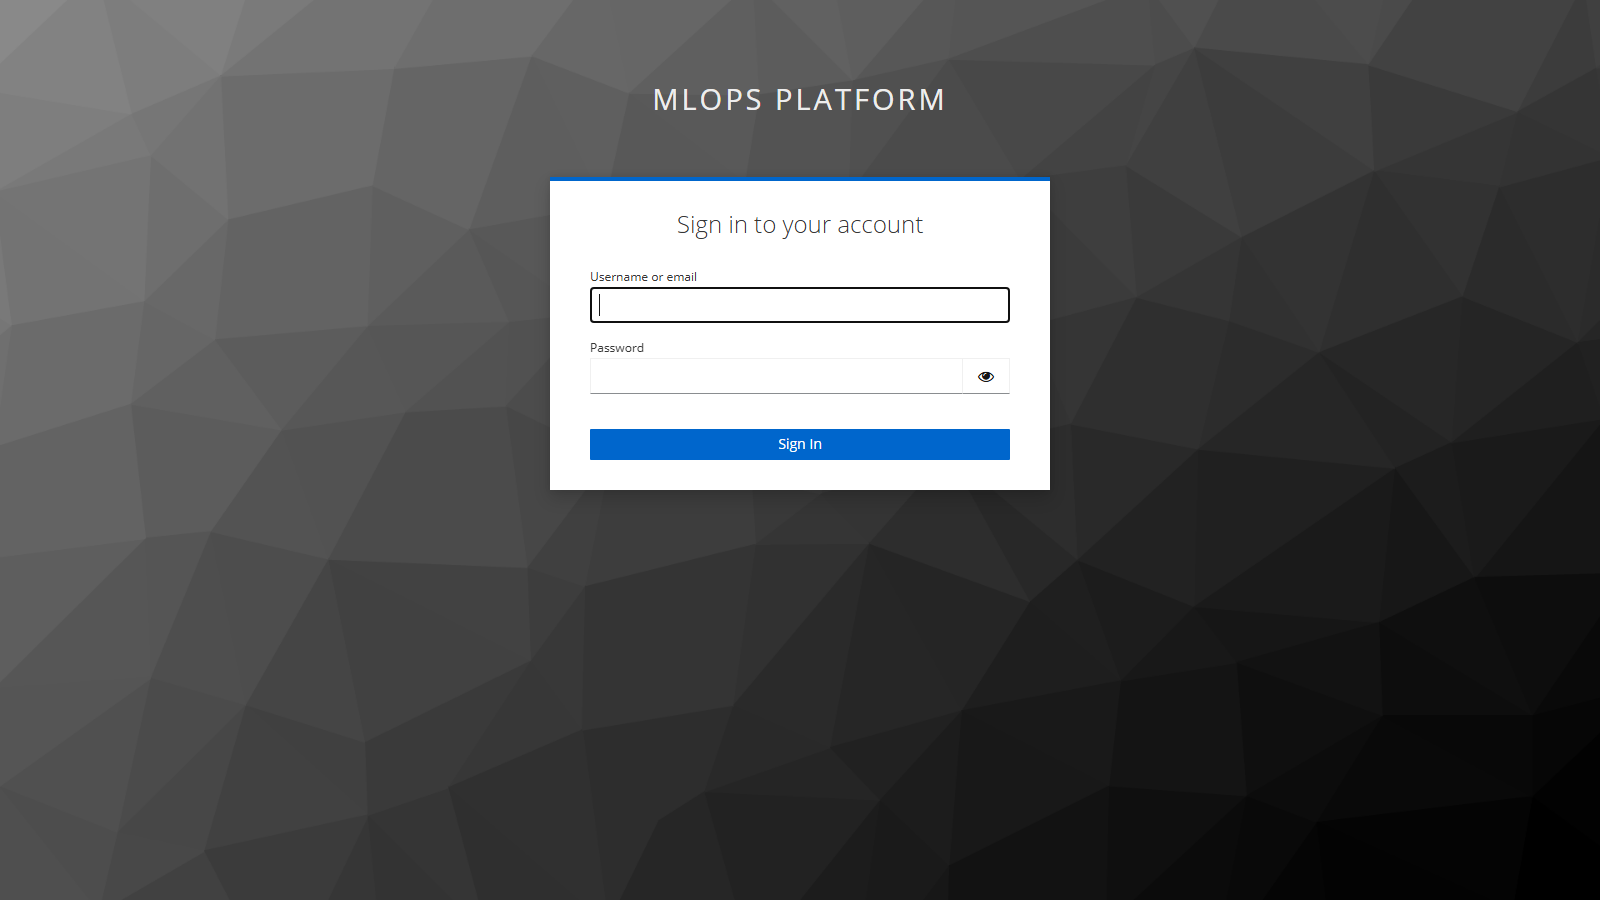 MLOPS PLATFORM
Sign in to your account
Username or email
Password
Sign In